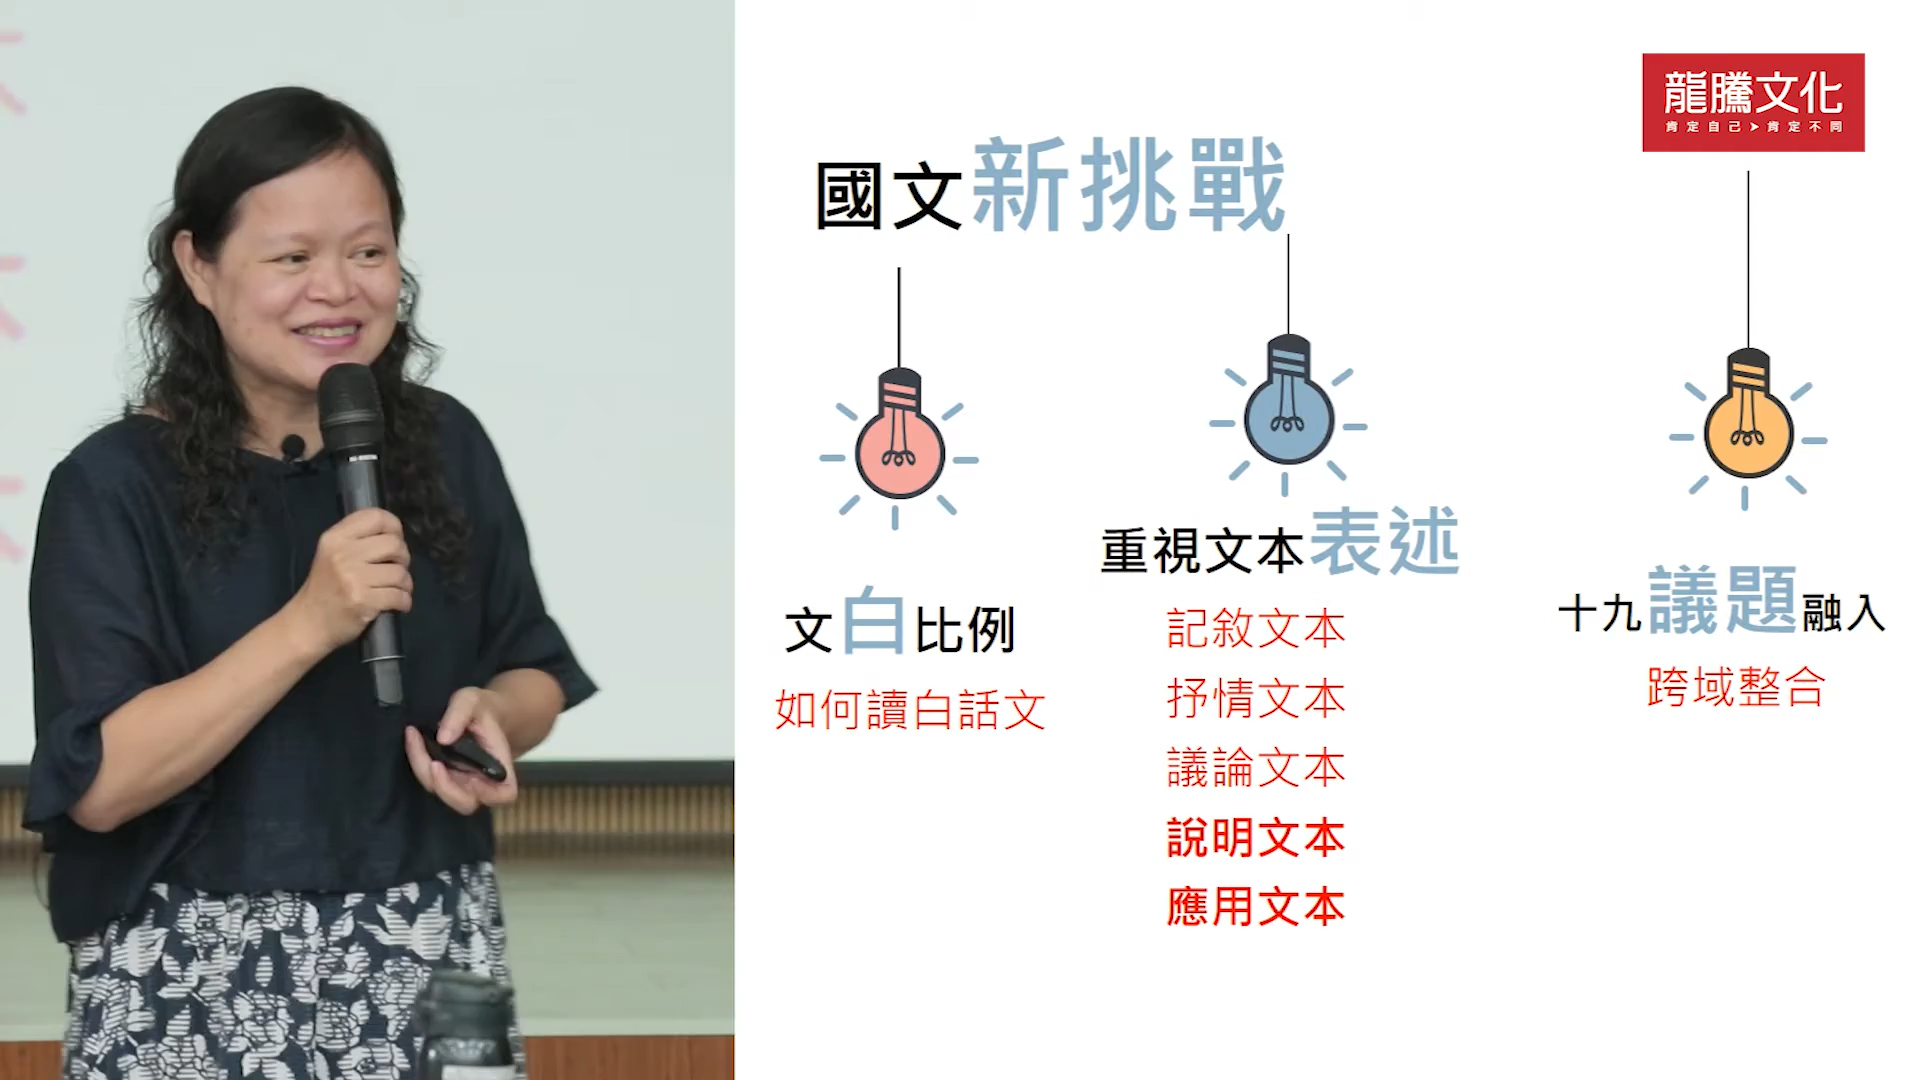 龍騰文化
肯定自己➤肯定不同
國文新挑戰
文白比例
如何讀白話文
重視文本表述
記敘文本
抒情文本
議論文本
說明文本
應用文本
十九議題融入
跨域整合